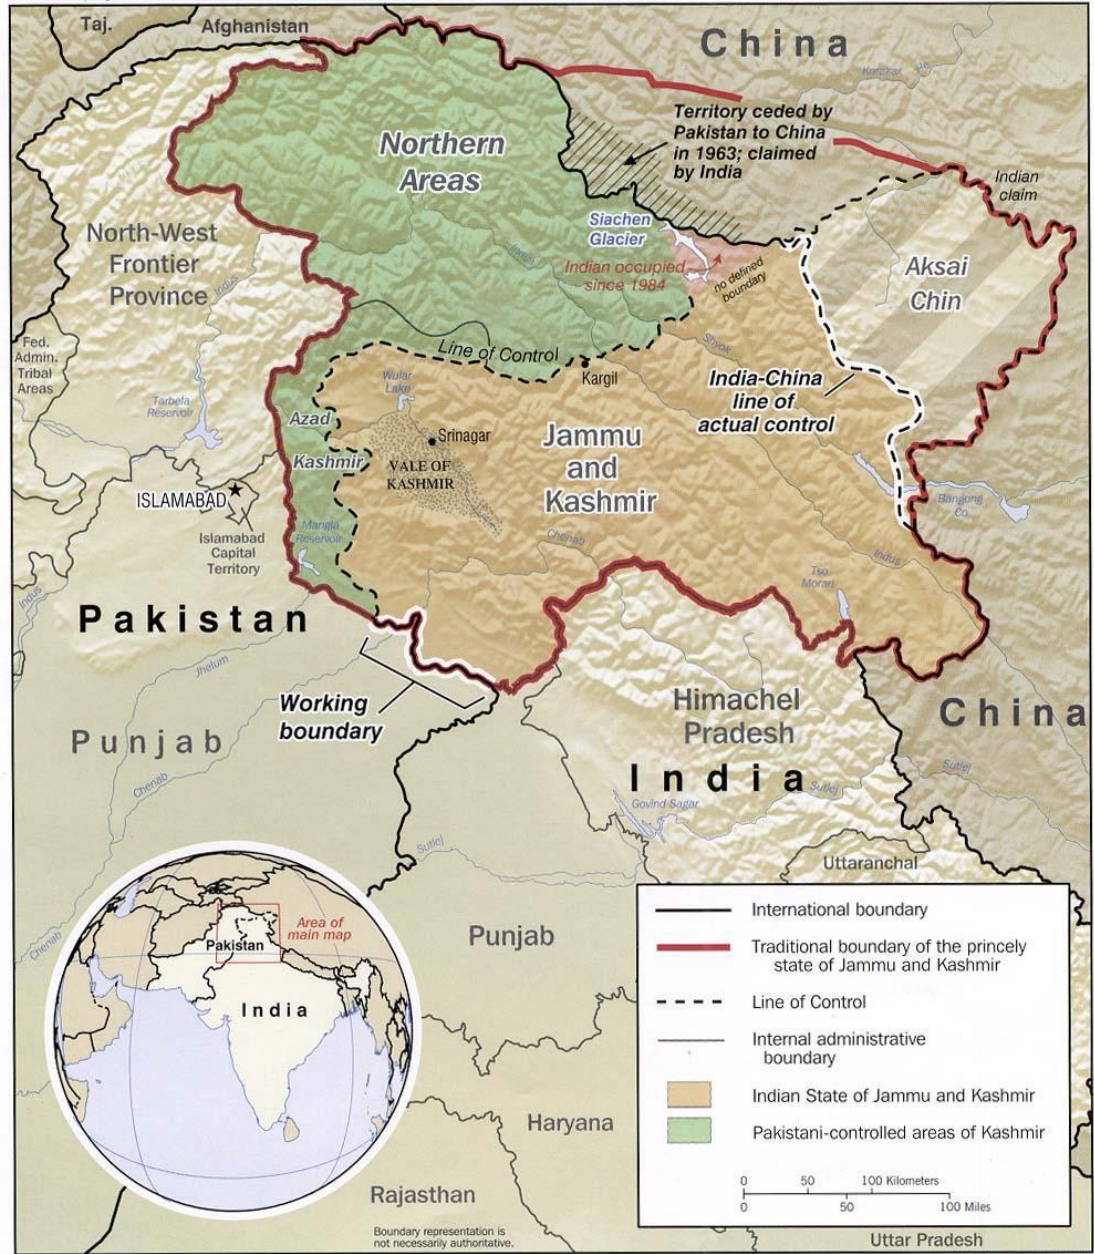 Taj.
Afghanistan
China
Karakax He
Territory ceded by
Pakistan to China
in 1963; claimed
by India
Northern
Areas
Indian
claim
Siachen
Glacier
North-West
Frontier
Province
Indus
Indus
Indian occupied
since 1984
no defined
boundary
Aksai
Chin
Fed.
Admin.
Tribal
Areas
Line of Control
Shyok
Kargil
Wular
Lake
India-China
line of
actual control
Tarbela
Reservoir
Azad
Kashmir
Srinagar
VALE OF
KASHMIR
Jammu
and
Kashmir
ISLAMABAD
Bangong
Co
Islamabad
Capital
Territory
Mangla
Reservoir
Chenab
Indus
Tso
Morari
Indus
Pakistan
Jhelum
Working
boundary
Himachel
Pradesh
China
Punjab
India
Chenab
Sutlej
Sutlej
Govind Sagar
Sutlej
Uttaranchal
Chenab
Area of
main map
Pakistan
India
Punjab
Haryana
Rajasthan
International boundary
Traditional boundary of the princely
state of Jammu and Kashmir
Line of Control
Internal administrative
boundary
Indian State of Jammu and Kashmir
Pakistani-controlled areas of Kashmir
0 50 100 Kilometers
0 50 100 Miles
Boundary representation is
not necessarily authoritative.
Uttar Pradesh